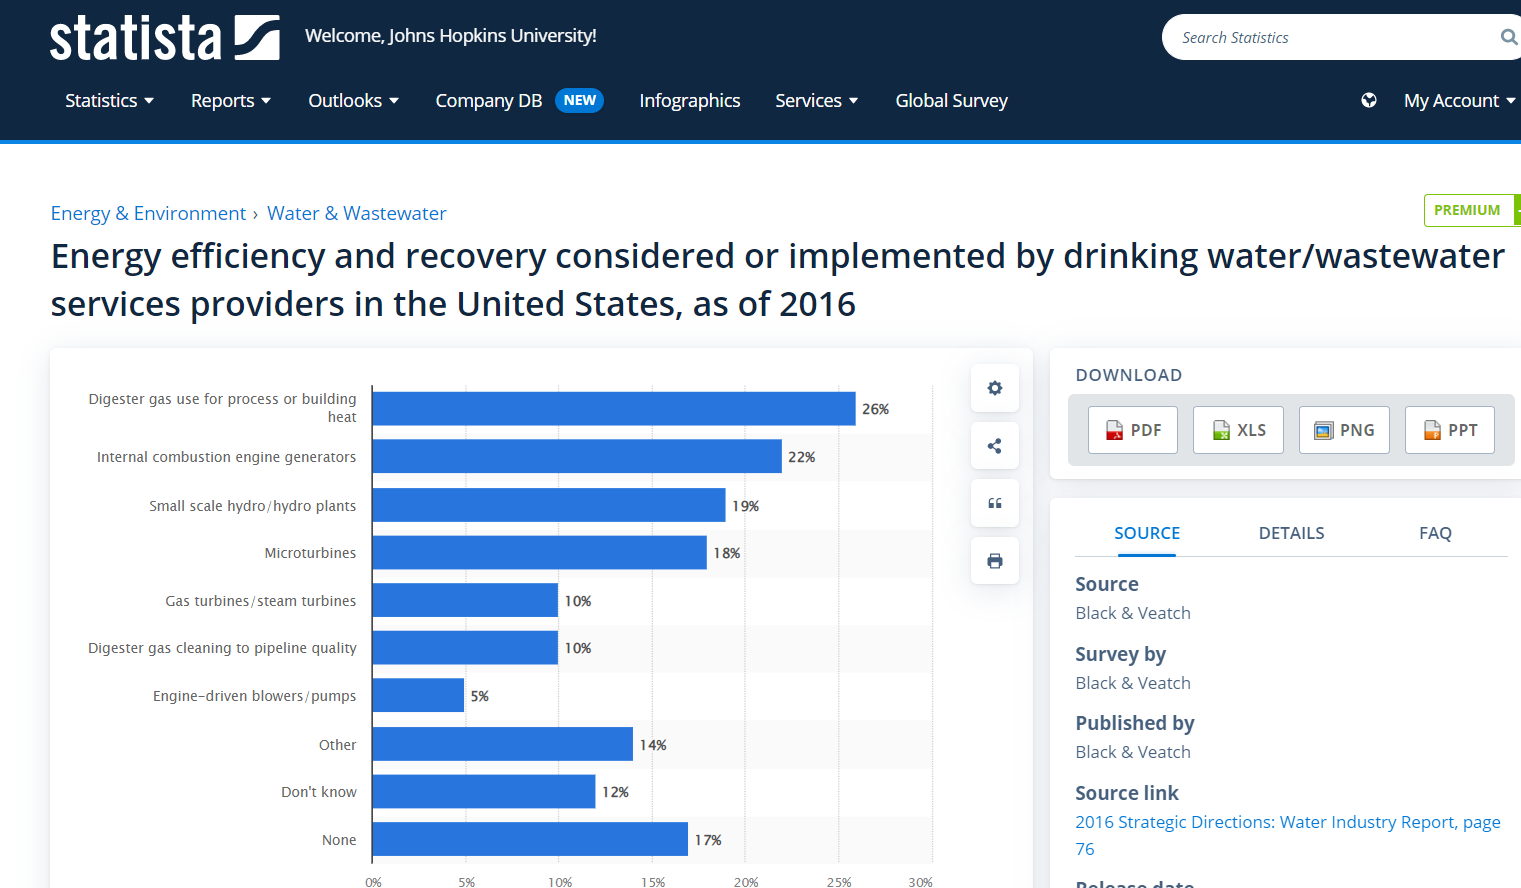 statista
Welcome, Johns Hopkins University!
Search Statistics
Statistics
Reports
Outlooks
Company DB
NEW
Infographics
Services
Global Survey
My Account
Energy & Environment › Water & Wastewater
PREMIUM
Energy efficiency and recovery considered or implemented by drinking water/wastewater
services providers in the United States, as of 2016
Digester gas use for process or building
heat
26%
Internal combustion engine generators
22%
Small scale hydro/hydro plants
19%
Microturbines
18%
Gas turbines/steam turbines
10%
Digester gas cleaning to pipeline quality
10%
Engine-driven blowers/pumps
5%
Other
14%
Don't know
12%
None
17%
0%
5%
10%
15%
20%
25%
30%
DOWNLOAD
PDF
XLS
PNG
PPT
SOURCE
DETAILS
FAQ
Source
Black & Veatch
Survey by
Black & Veatch
Published by
Black & Veatch
Source link
2016 Strategic Directions: Water Industry Report, page
76
Release date